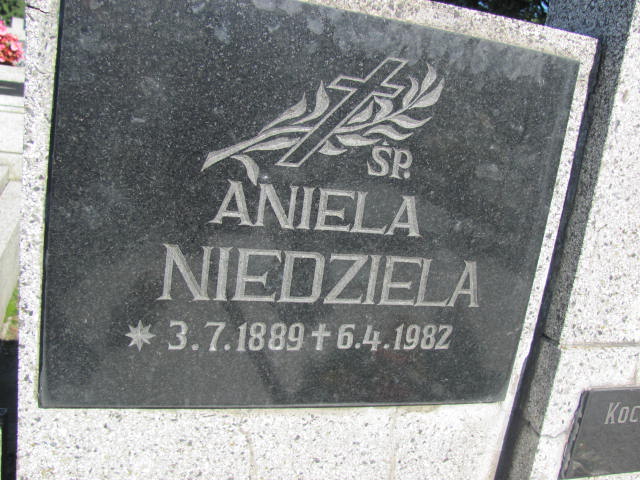 ŚP.
ANIELA
NIEDZIELA
* 3.7.1889 + 6.4.1982